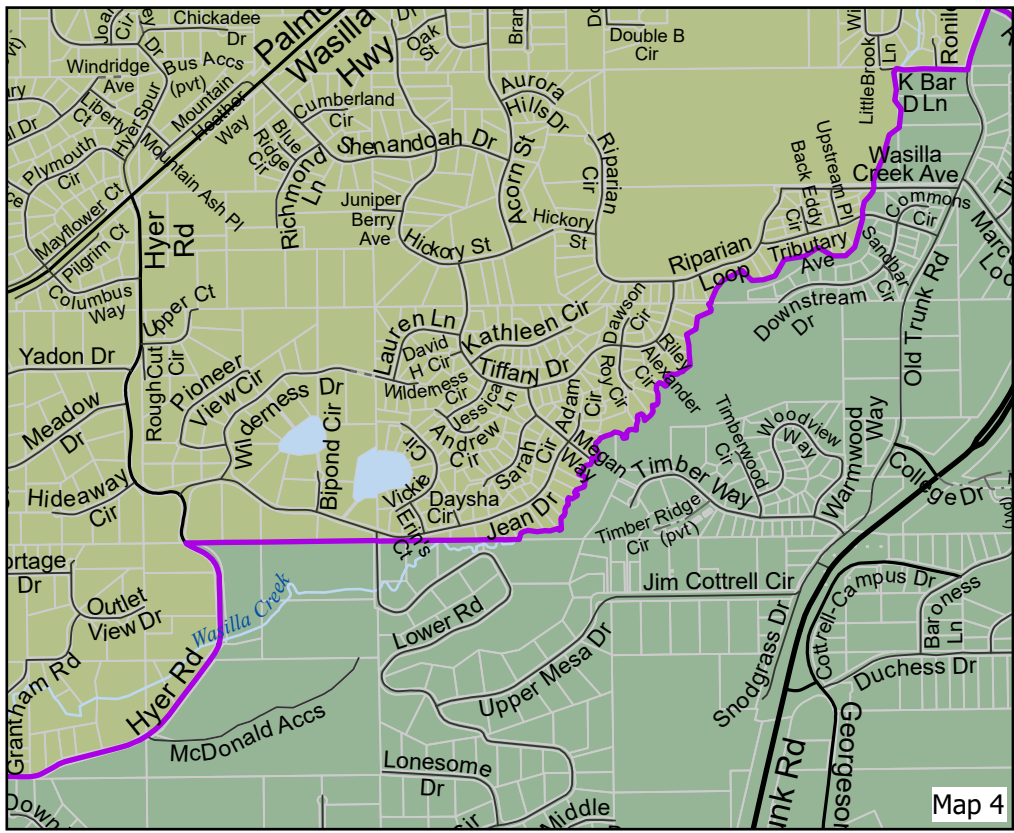 Joan
Cir
Dr
Chickadee
Dr
Palmer
Wasilla
Hwy
Dr
Oak
St
Double B
Cir
LittleBrook
Ln
K Bar
D Ln
Windridge
Ave
Bus Accs
(pvt)
Mountain
Heather
Way
Liberty
Ct
Hyer Spur
Plymouth
Cir
Mountain Ash Pl
Mayflower Ct
Pilgrim Ct
Columbus
Way
Hyer
Rd
Cumberland
Cir
Blue
Ridge
Cir
Richmond
Ln
Shenandoah Dr
Juniper
Berry
Ave
Hickory St
Aurora
Hills Dr
Acorn St
Hickory
St
Riparian
Cir
Riparian
Loop
Back Eddy
Cir
Upstream Pl
Tributary
Ave
Wasilla
Creek Ave
Commons
Cir
Sandbar
Cir
Downstream
Dr
Old Trunk Rd
Yadon Dr
Upper Ct
RoughCut
Cir
Pioneer
View Cir
Meadow
Dr
Hideaway
Cir
Wilderness Dr
Bipond Cir
Lauren Ln
David
H Cir
Wilderness
Cir
Kathleen Cir
Tiffany Dr
Jessica
Ln
Andrew
Cir
Sarah
Cir
Adam
Cir
Dawson
Cir
Roy Cir
Riley
Cir
Alexander
Megan
Way
Vickie
Cir
Daysha
Cir
Erin's
Ct
Jean Dr
Timber Way
Timberwood
Cir
Woodview
Way
Warmwood
Way
College Dr
(pvt)
Timber Ridge
Cir (pvt)
Jim Cottrell Cir
Snodgrass Dr
Cottrell-Campus Dr
Baroness
Ln
Duchess Dr
Georgeson
Dr
Outlet
View Dr
Hyer Rd
Wasilla Creek
McDonald Accs
Lower Rd
Upper Mesa Dr
Lonesome
Dr
Middle
Cir
Down
Map 4